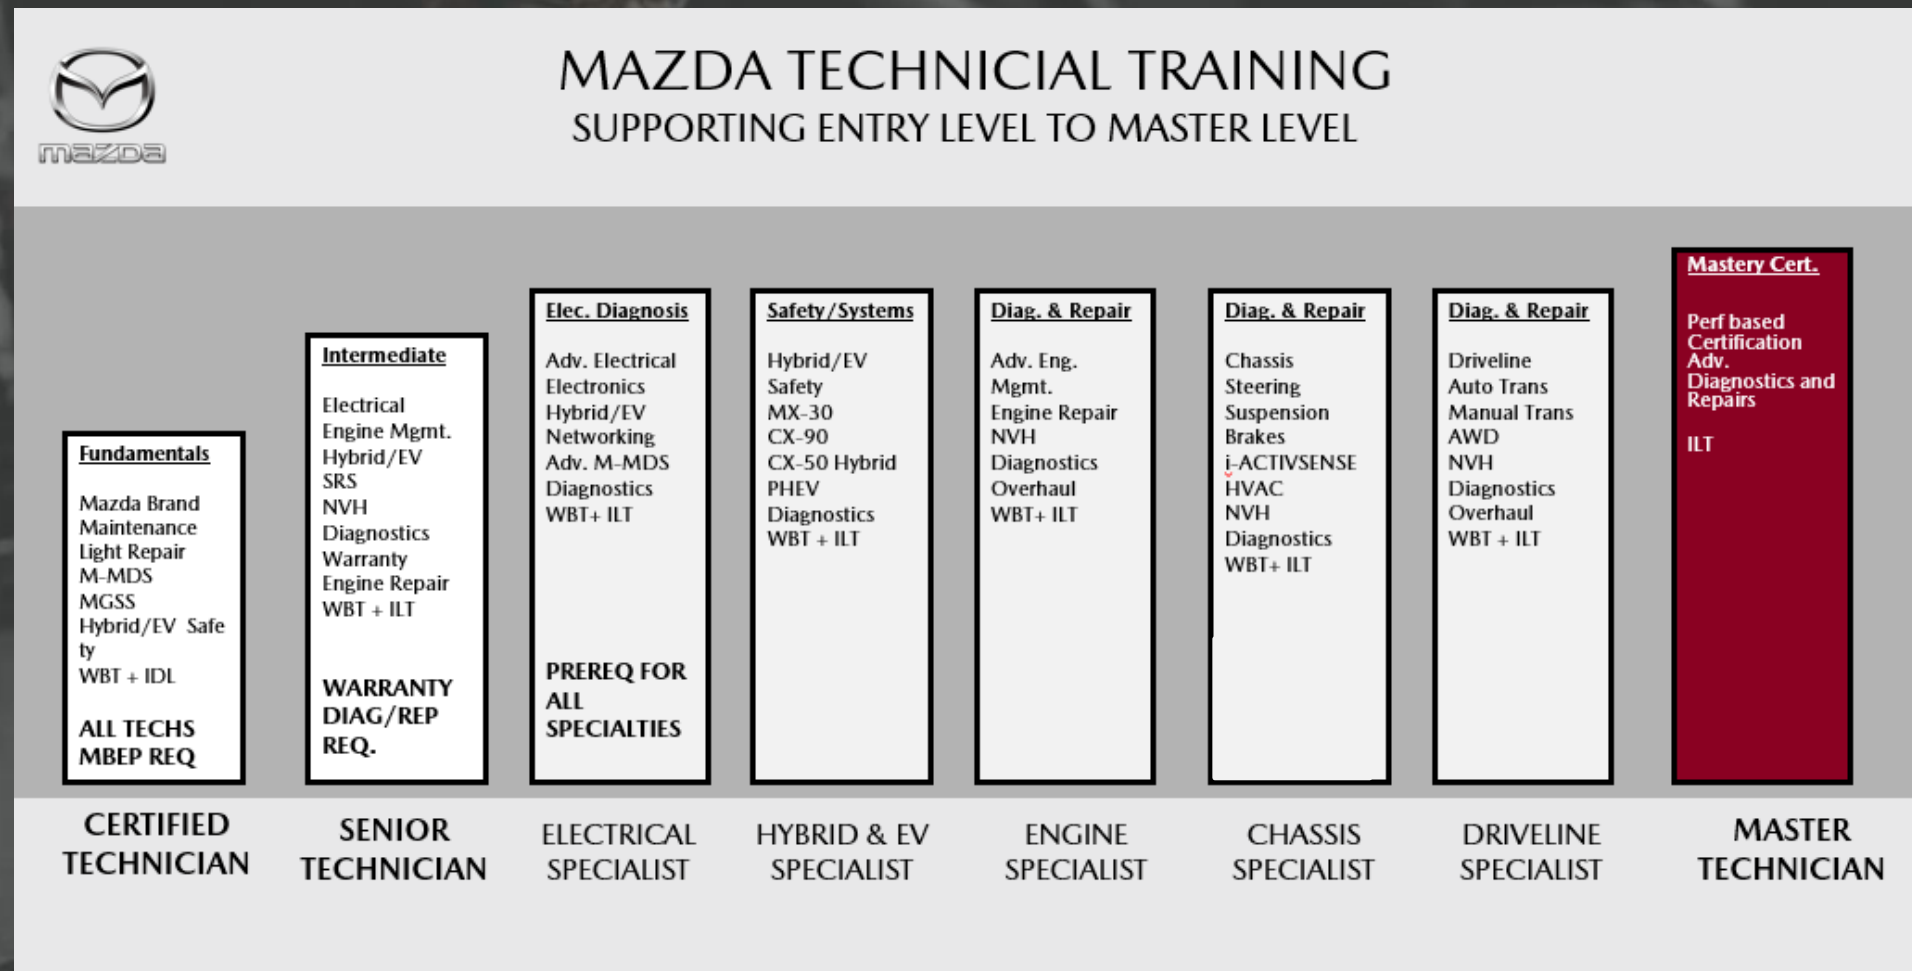 mazda
MAZDA TECHNICIAL TRAINING
SUPPORTING ENTRY LEVEL TO MASTER LEVEL
Fundamentals
Mazda Brand
Maintenance
Light Repair
M-MDS
MGSS
Hybrid/EV Safe
ty
WBT + IDL
ALL TECHS
MBEP REQ
CERTIFIED
TECHNICIAN
Intermediate
Electrical
Engine Mgmt.
Hybrid/EV
SRS
NVH
Diagnostics
Warranty
Engine Repair
WBT + ILT
WARRANTY
DIAG/REP
REQ.
SENIOR
TECHNICIAN
Elec. Diagnosis
Adv. Electrical
Electronics
Hybrid/EV
Networking
Adv. M-MDS
Diagnostics
WBT+ ILT
PREREQ FOR
ALL
SPECIALTIES
ELECTRICAL
SPECIALIST
Safety/Systems
Hybrid/EV
Safety
MX-30
CX-90
CX-50 Hybrid
PHEV
Diagnostics
WBT + ILT
HYBRID & EV
SPECIALIST
Diag. & Repair
Adv. Eng.
Mgmt.
Engine Repair
NVH
Diagnostics
Overhaul
WBT+ ILT
ENGINE
SPECIALIST
Diag. & Repair
Chassis
Steering
Suspension
Brakes
i-ACTIVSENSE
HVAC
NVH
Diagnostics
WBT+ ILT
CHASSIS
SPECIALIST
Diag. & Repair
Driveline
Auto Trans
Manual Trans
AWD
NVH
Diagnostics
Overhaul
WBT + ILT
DRIVELINE
SPECIALIST
Mastery Cert.
Perf based
Certification
Adv.
Diagnostics and
Repairs
ILT
MASTER
TECHNICIAN